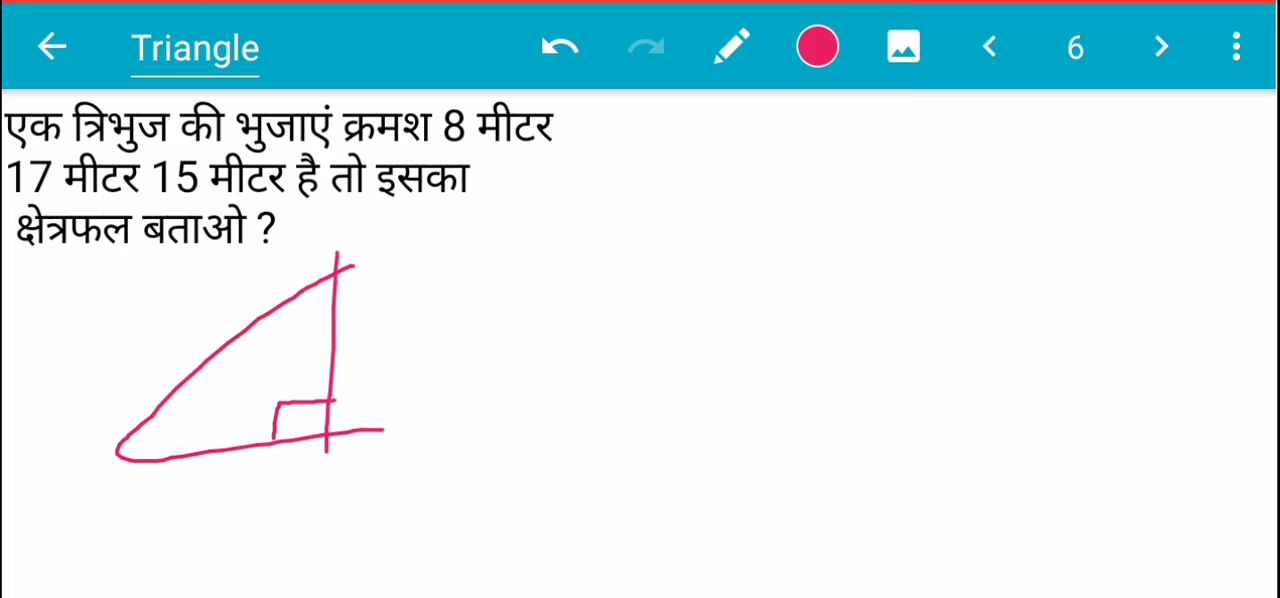 Triangle
6
एक त्रिभुज की भुजाएं क्रमश 8 मीटर
17 मीटर 15 मीटर है तो इसका
क्षेत्रफल बताओ ?